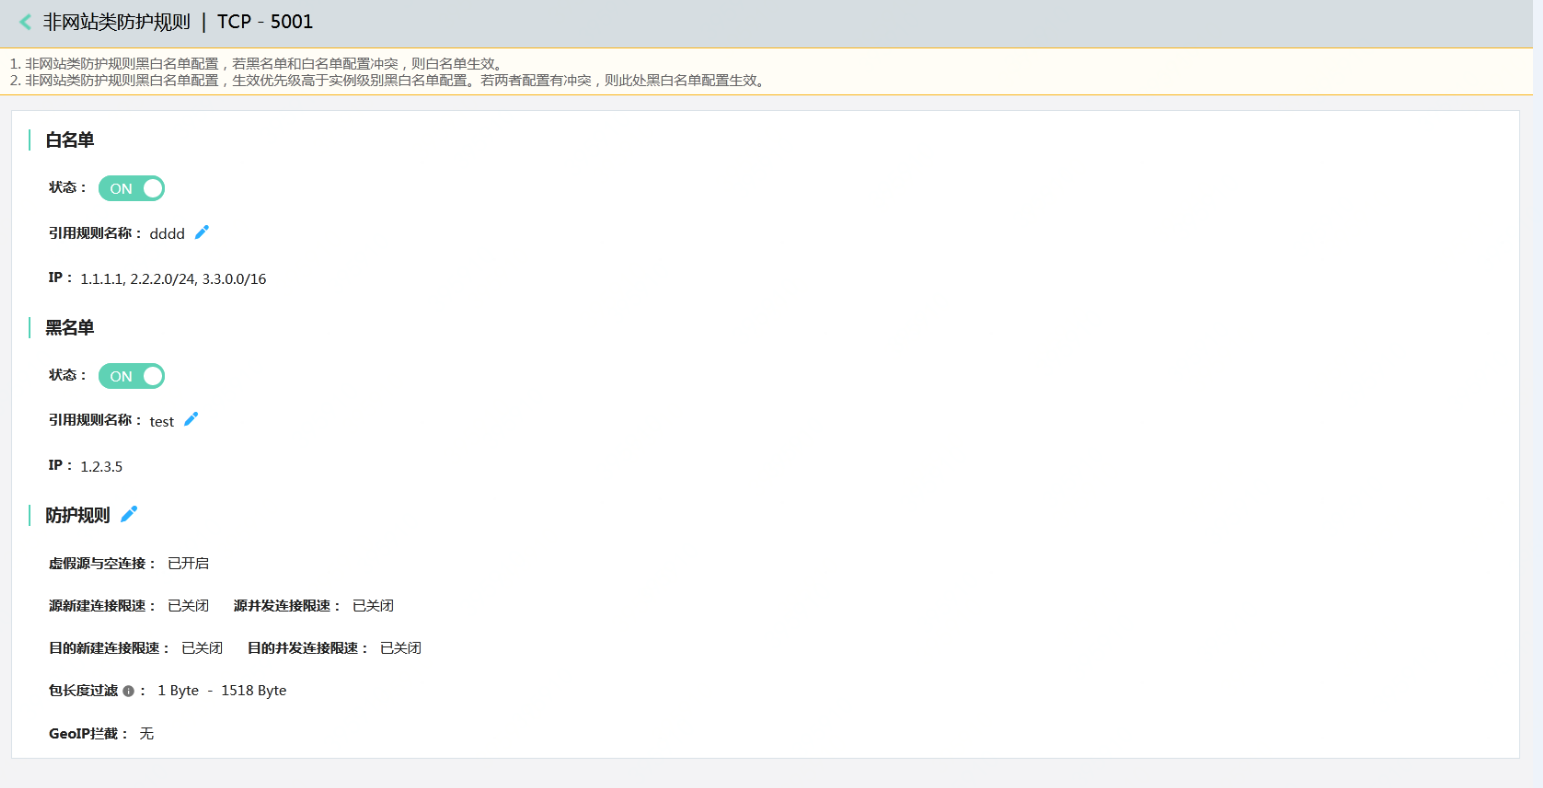 非网站类防护规则 | TCP - 5001
1. 非网站类防护规则黑白名单配置，若黑名单和白名单配置冲突，则白名单生效。
2. 非网站类防护规则黑白名单配置，生效优先级高于实例级别黑白名单配置。若两者配置有冲突，则此处黑白名单配置生效。
白名单
状态： ON
引用规则名称： dddd
IP： 1.1.1.1, 2.2.2.0/24, 3.3.0.0/16
黑名单
状态： ON
引用规则名称： test
IP： 1.2.3.5
防护规则
虚假源与空连接： 已开启
源新建连接限速： 已关闭 源并发连接限速： 已关闭
目的新建连接限速： 已关闭 目的并发连接限速： 已关闭
包长度过滤： 1 Byte - 1518 Byte
GeoIP拦截： 无